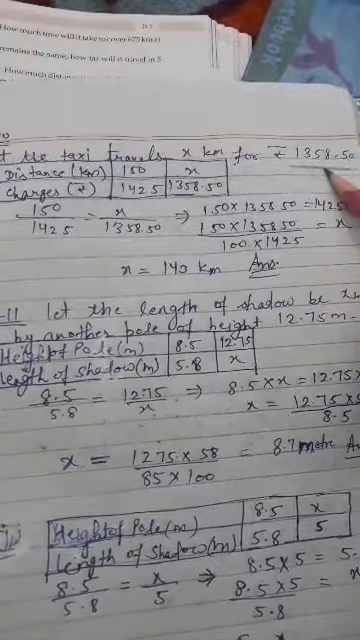 How much time will it take to cover 675 km at
remains the same, how far will it travel in 5
How much
t the taxi travels x km for ₹ 1358.50
Distance (km) 150 x
Charges (₹) 1425 1358.50
150/1425 = x/1358.50 ⇒ 150×1358.50 = 1425
150×135850/100×1425 = x
x = 140 km Ans
-11 let the length of shadow be x
by another pole of height 12.75m-
Height of Pole(m) 8.5 12.75
length of shadow(m) 5.8 x
8.5/5.8 = 12.75/x ⇒ 8.5×x = 12.75×
x = 12.75×5/8.5
x = 1275×58/85×100 = 8.7 metre
Height of Pole(m) 8.5 x
length of shadow(m) 5.8 5
8.5/5.8 = x/5 ⇒ 8.5×5 = 5.
8.5×5/5.8 = x